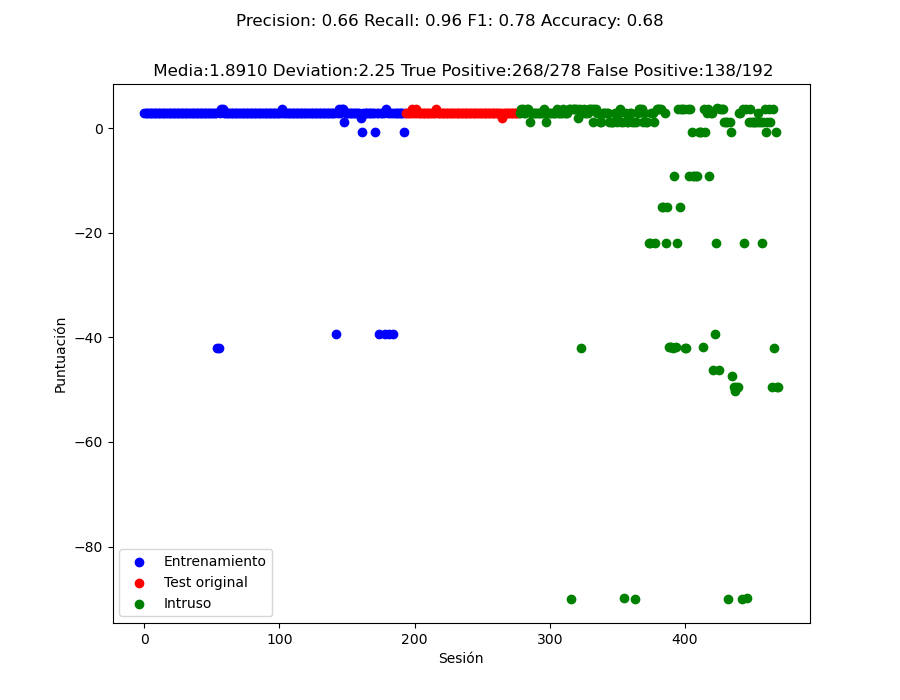 Precision: 0.66 Recall: 0.96 F1: 0.78 Accuracy: 0.68
Media:1.8910 Deviation:2.25 True Positive:268/278 False Positive:138/192
0
−20
−40
−60
−80
Puntuación
Entrenamiento
Test original
Intruso
0 100 200 300 400
Sesión